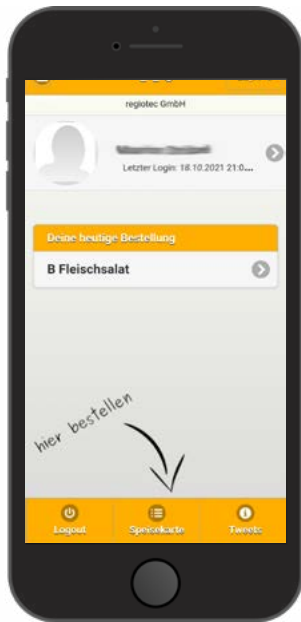 regiotec GmbH
Letzter Login: 18.10.2021 21:0...
Deine heutige Bestellung
B Fleischsalat
hier bestellen
Logout
Speisekarte
Tweets